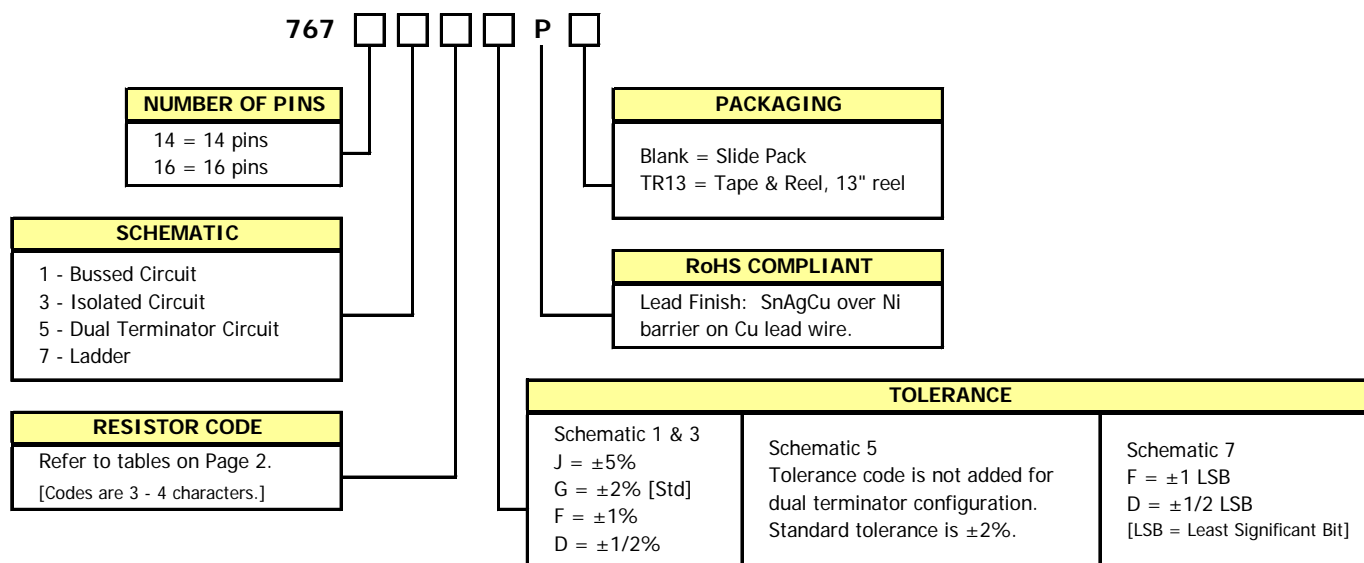 767 P
NUMBER OF PINS
14 = 14 pins
16 = 16 pins
PACKAGING
Blank = Slide Pack
TR13 = Tape & Reel, 13" reel
SCHEMATIC
1 - Bussed Circuit
3 - Isolated Circuit
5 - Dual Terminator Circuit
7 - Ladder
RoHS COMPLIANT
Lead Finish: SnAgCu over Ni
barrier on Cu lead wire.
RESISTOR CODE
Refer to tables on Page 2.
[Codes are 3 - 4 characters.]
TOLERANCE
Schematic 1 & 3
J = ±5%
G = ±2% [Std]
F = ±1%
D = ±1/2%
Schematic 5
Tolerance code is not added for
dual terminator configuration.
Standard tolerance is ±2%.
Schematic 7
F = ±1 LSB
D = ±1/2 LSB
[LSB = Least Significant Bit]